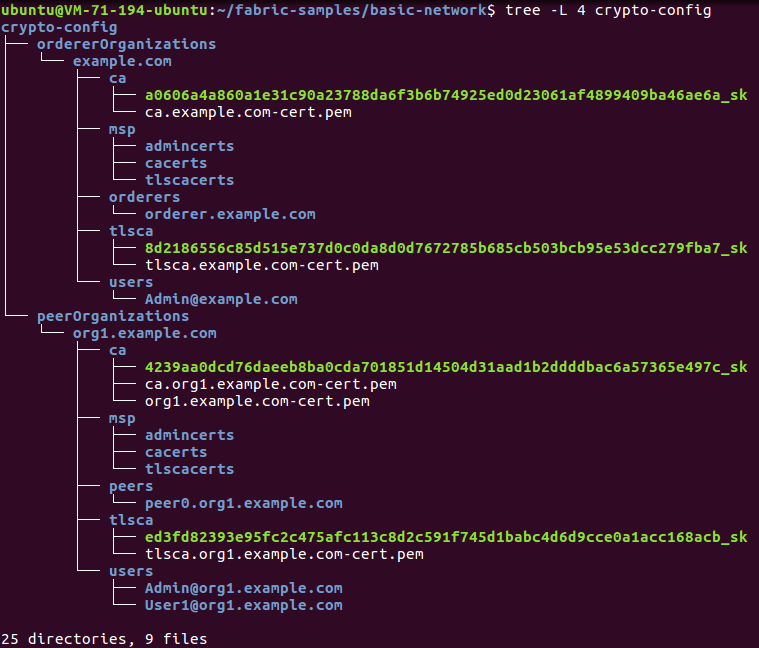 ubuntu@VM-71-194-ubuntu:~/fabric-samples/basic-network$ tree -L 4 crypto-config
crypto-config
├── ordererOrganizations
│   └── example.com
│       ├── ca
│       │   ├── a0606a4a860a1e31c90a23788da6f3b6b74925ed0d23061af4899409ba46ae6a_sk
│       │   └── ca.example.com-cert.pem
│       ├── msp
│       │   ├── admincerts
│       │   ├── cacerts
│       │   └── tlscacerts
│       ├── orderers
│       │   └── orderer.example.com
│       ├── tlsca
│       │   ├── 8d2186556c85d515e737d0c0da8d0d7672785b685cb503bcb95e53dcc279fba7_sk
│       │   └── tlsca.example.com-cert.pem
│       └── users
│           └── Admin@example.com
└── peerOrganizations
    └── org1.example.com
        ├── ca
        │   ├── 4239aa0dcd76daeeb8ba0cda701851d14504d31aad1b2ddddbac6a57365e497c_sk
        │   ├── ca.org1.example.com-cert.pem
        │   └── org1.example.com-cert.pem
        ├── msp
        │   ├── admincerts
        │   ├── cacerts
        │   └── tlscacerts
        ├── peers
        │   └── peer0.org1.example.com
        ├── tlsca
        │   ├── ed3fd82393e95fc2c475afc113c8d2c591f745d1babc4d6d9cce0a1acc168acb_sk
        │   └── tlsca.org1.example.com-cert.pem
        └── users
            ├── Admin@org1.example.com
            └── User1@org1.example.com
25 directories, 9 files